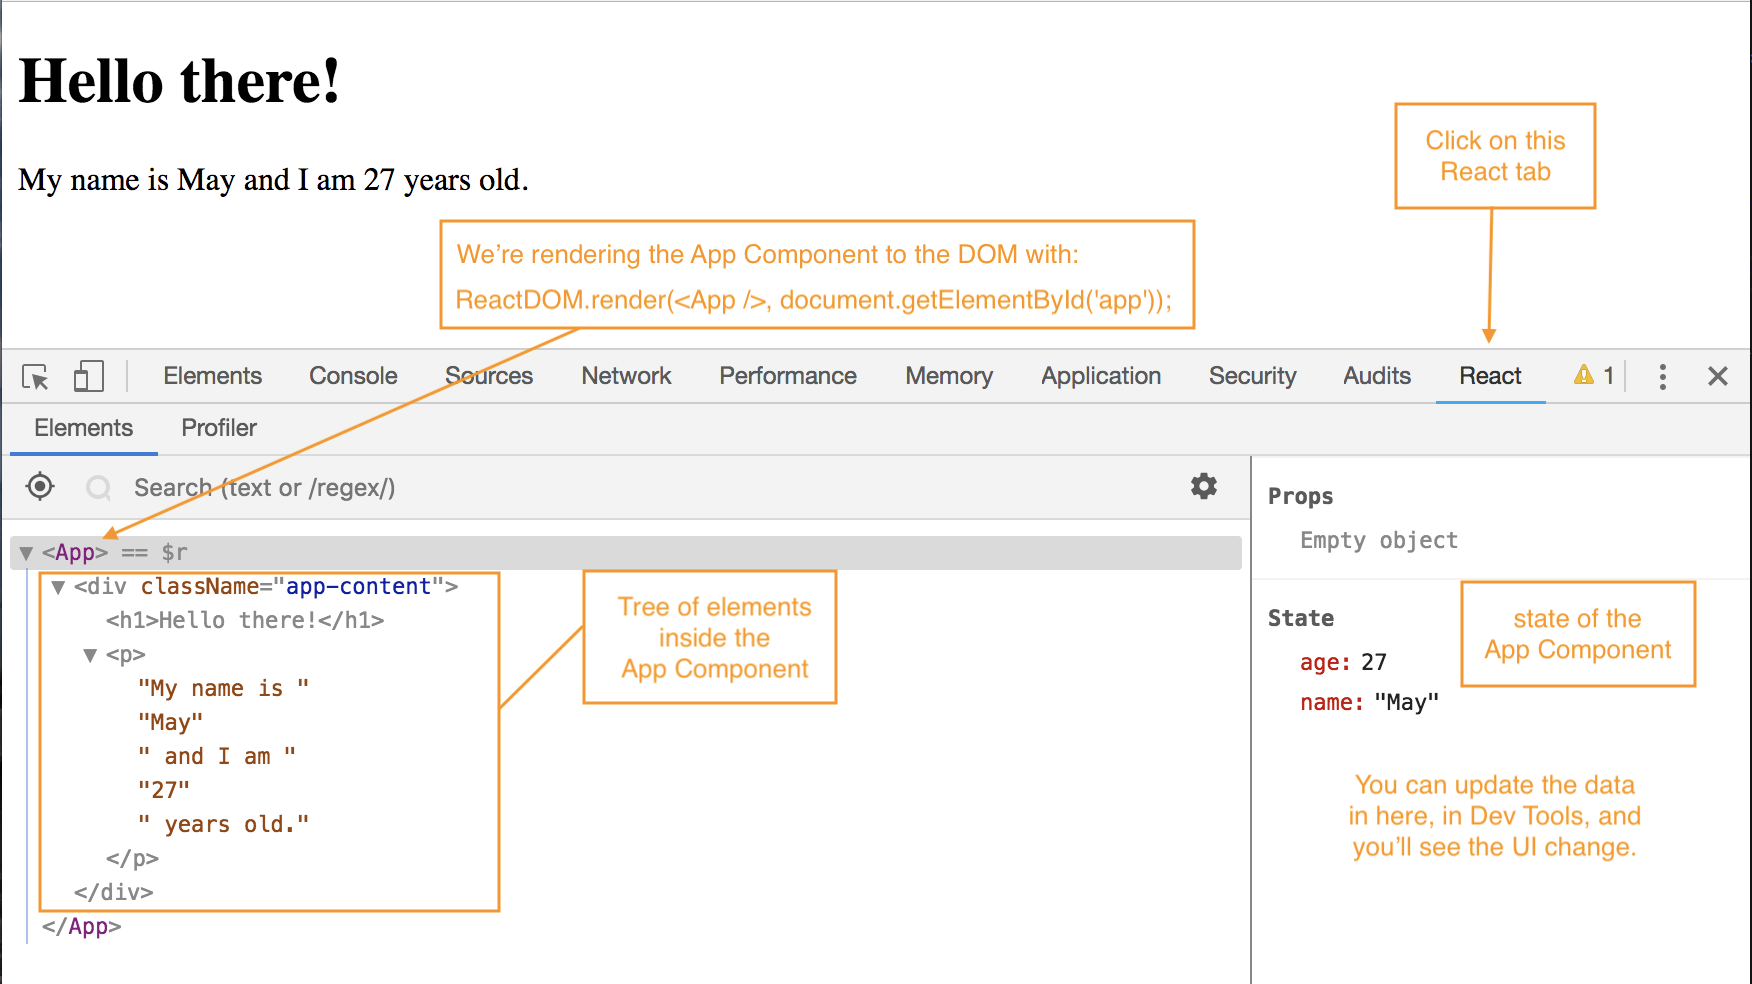 Hello there!
My name is May and I am 27 years old.
Click on this
React tab
We're rendering the App Component to the DOM with:
ReactDOM.render(<App />, document.getElementById('app'));
Elements Console Sources Network Performance Memory Application Security Audits React 1
Elements Profiler
Search (text or /regex/)
▼ <App> == $r
▼ <div className="app-content">
<h1>Hello there!</h1>
▼ <p>
"My name is "
"May"
" and I am "
"27"
" years old."
</p>
</div>
</App>
Tree of elements
inside the
App Component
Props
Empty object
State
age: 27
name: "May"
state of the
App Component
You can update the data
in here, in Dev Tools, and
you'll see the UI change.